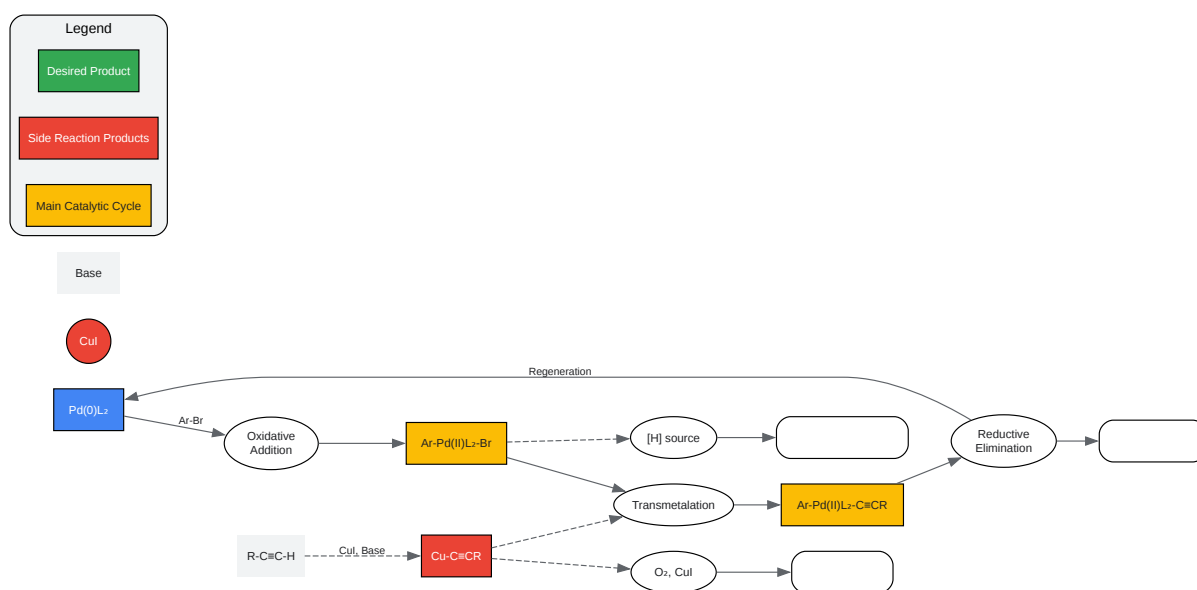 Legend
Desired Product
Side Reaction Products
Main Catalytic Cycle
Base
CuI
Regeneration
Pd(0)L₂
Ar-Br
Oxidative
Addition
Ar-Pd(II)L₂-Br
[H] source
Reductive
Elimination
Transmetalation
Ar-Pd(II)L₂-C≡CR
R-C≡C-H
CuI, Base
Cu-C≡CR
O₂, CuI